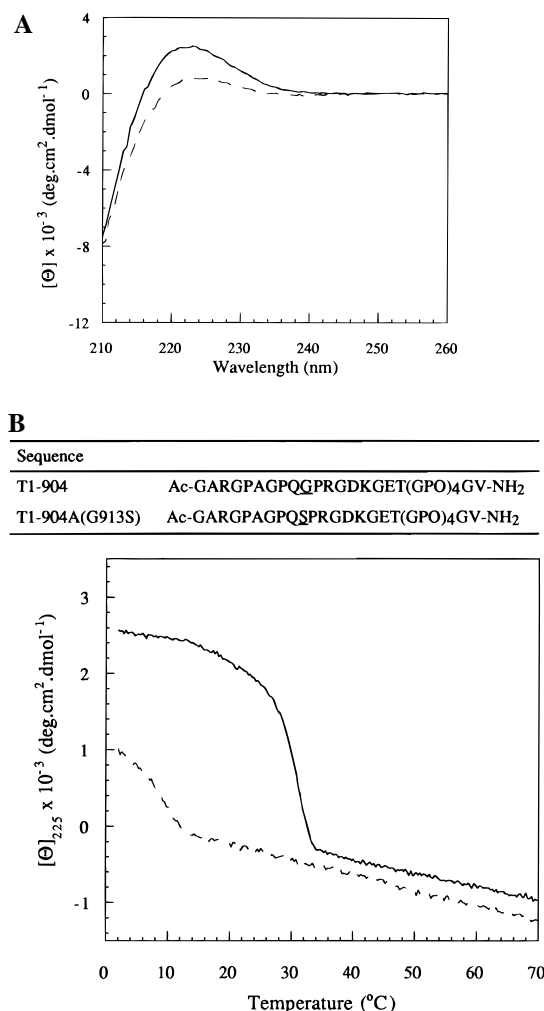 A
4
0
-4
-8
-12
[Θ] x 10⁻³ (deg.cm².dmol⁻¹)
210 220 230 240 250 260
Wavelength (nm)
B
Sequence
T1-904 Ac-GARGPAGPQGPRGDKGET(GPO)₄GV-NH₂
T1-904A(G913S) Ac-GARGPAGPQSPRGDKGET(GPO)₄GV-NH₂
3
2
1
0
-1
[Θ]₂₂₅ x 10⁻³ (deg.cm².dmol⁻¹)
0 10 20 30 40 50 60 70
Temperature (°C)